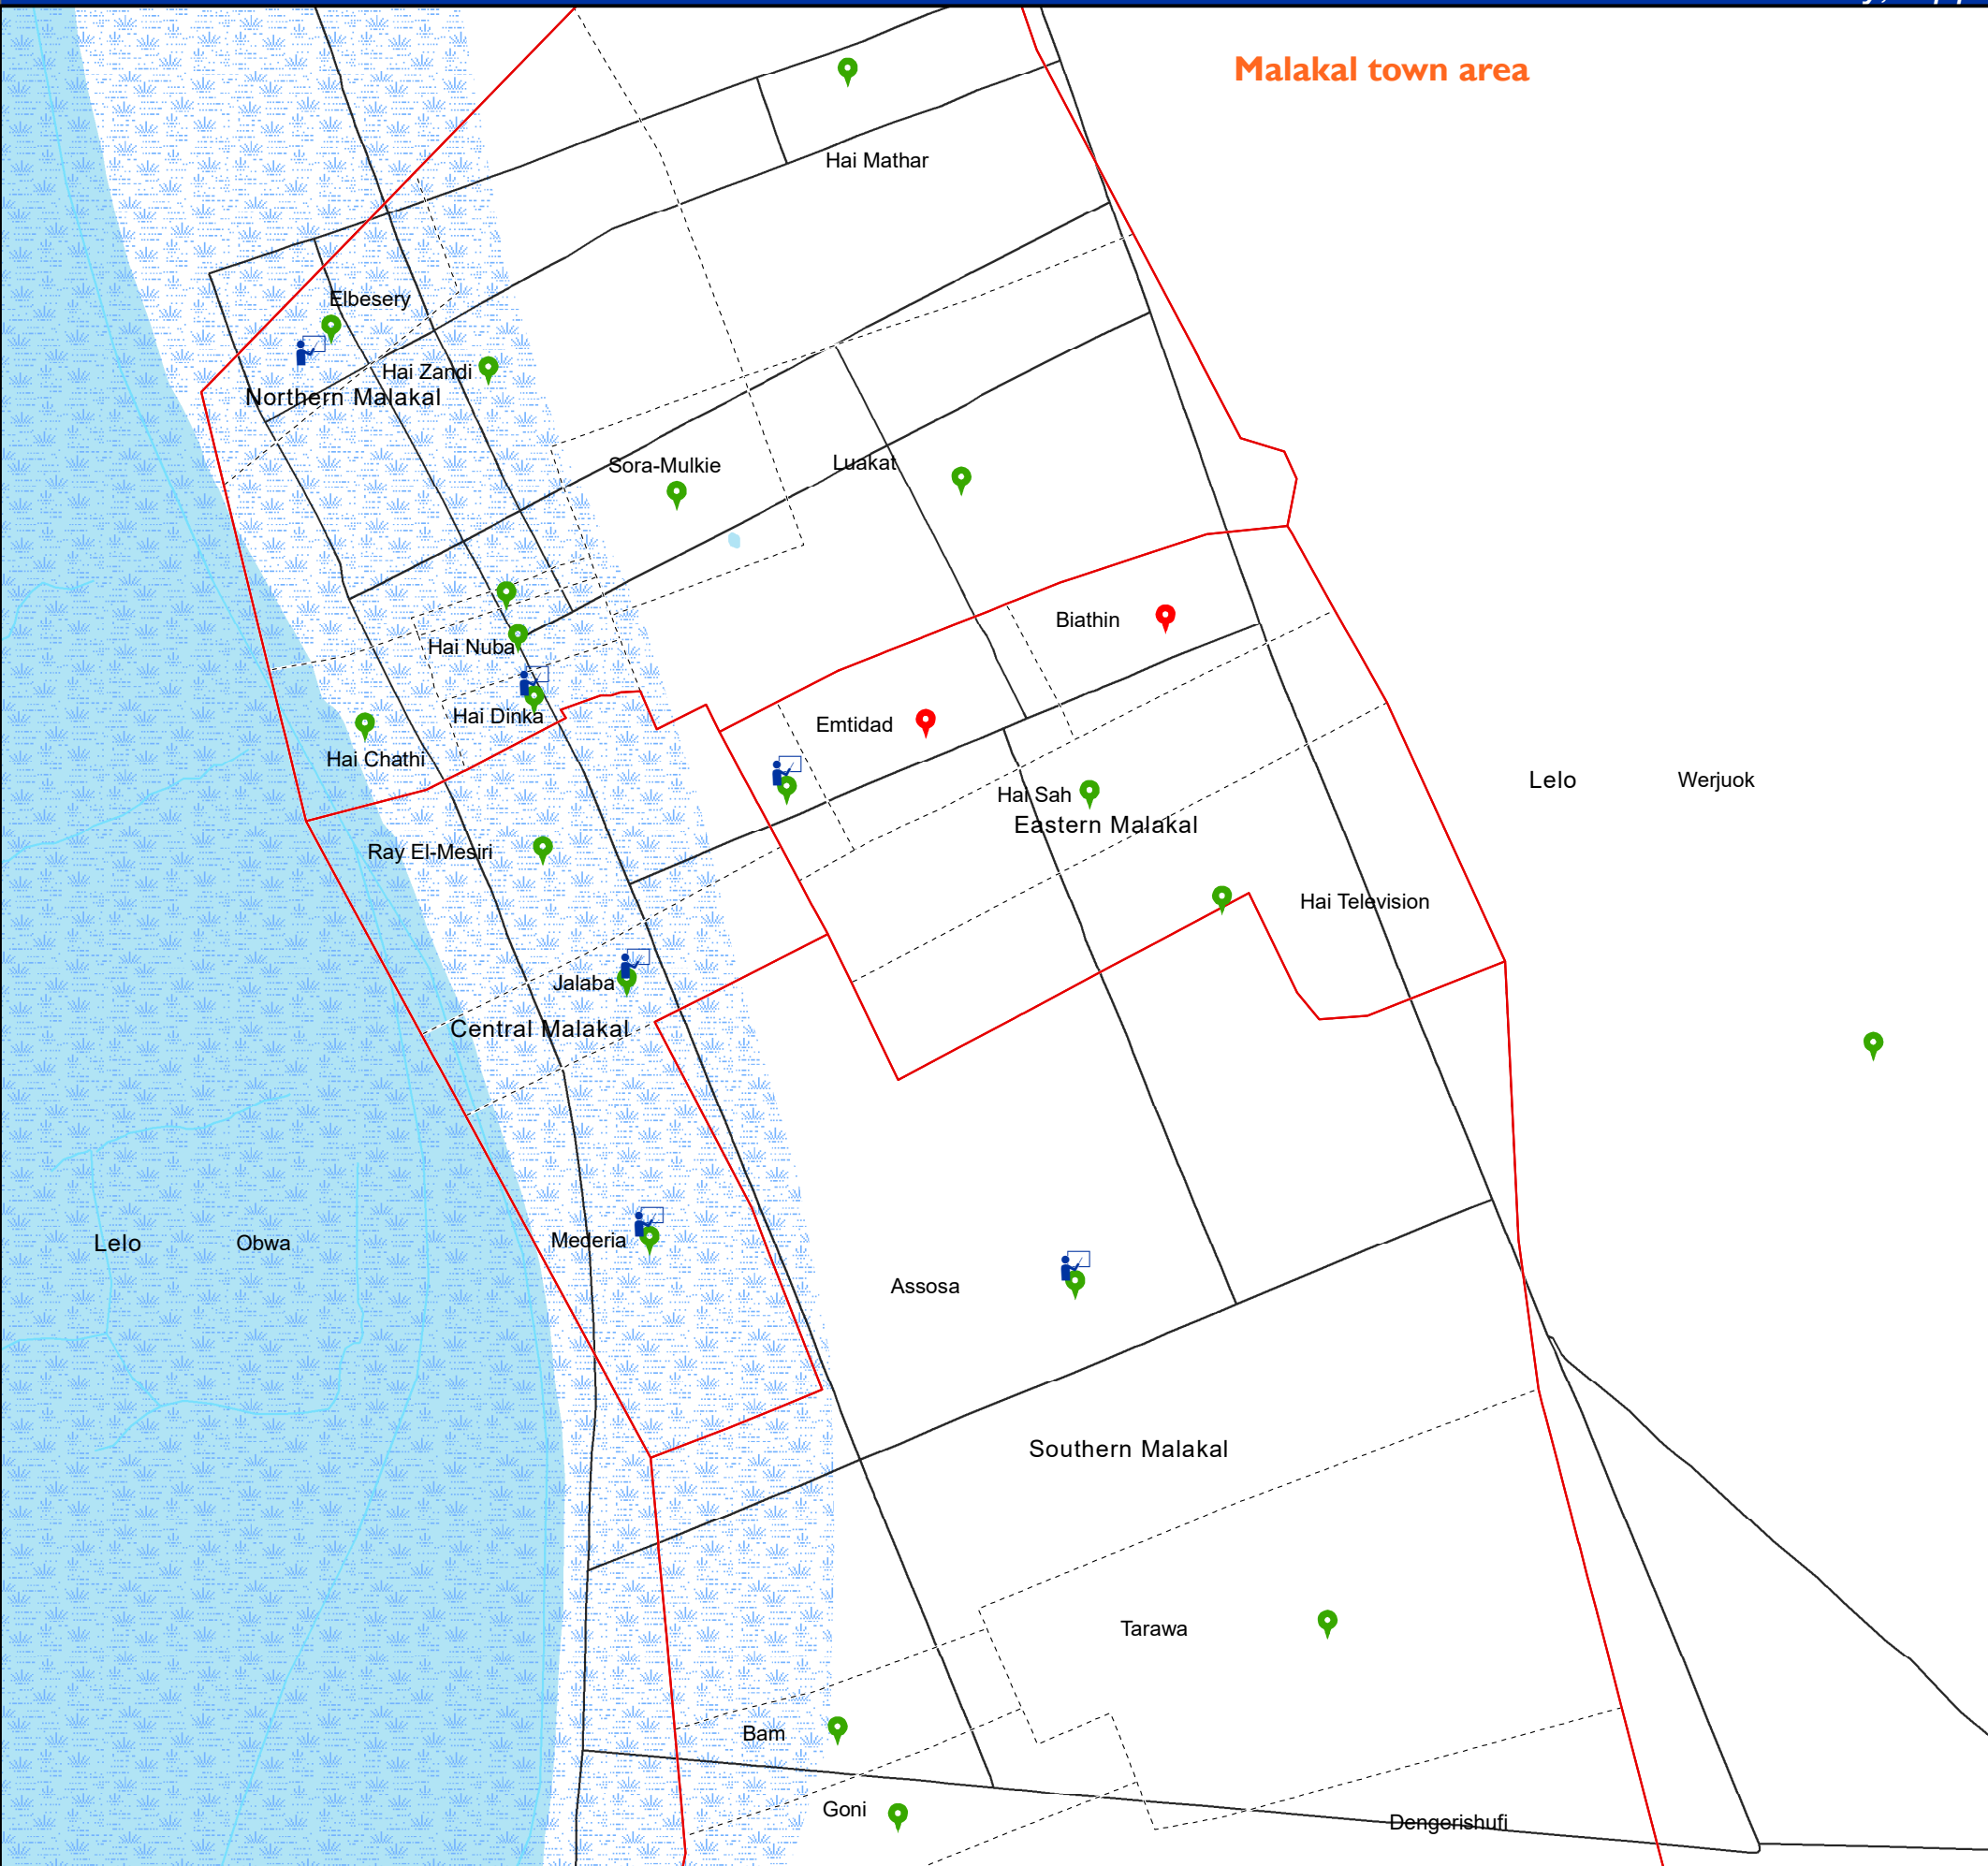 Malakal town area
Hai Mathar
Elbesery
Hai Zandi
Northern Malakal
Sora-Mulkie
Luakat
Biathin
Hai Nuba
Hai Dinka
Emtidad
Hai Chathi
Lelo
Werjuok
Hai Sah
Eastern Malakal
Ray El-Mesiri
Hai Television
Jalaba
Central Malakal
Lelo
Obwa
Mederia
Assosa
Southern Malakal
Tarawa
Bam
Goni
Dengerishufi